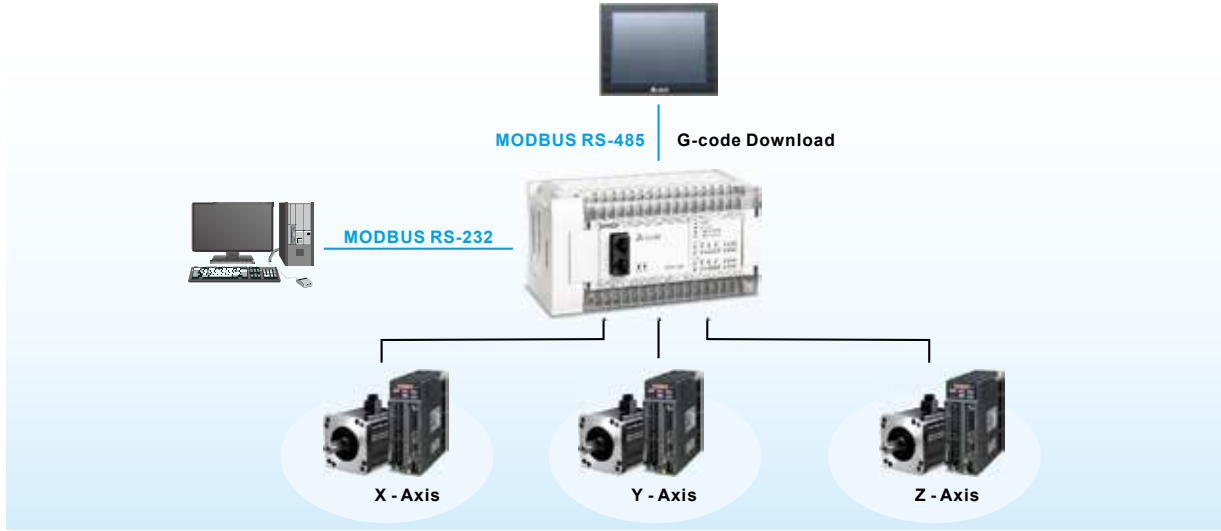 MODBUS RS-485 G-code Download
MODBUS RS-232
X - Axis Y - Axis Z - Axis